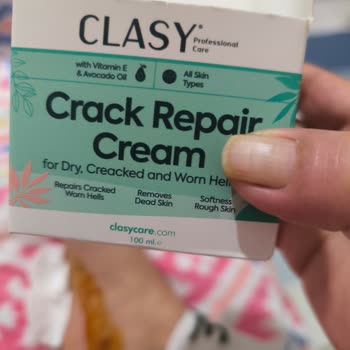 CLASY®
Professional
Care
with Vitamin E
& Avocado Oil
All Skin
Types
Crack Repair
Cream
for Dry, Creacked and Worn Hells
Repairs Cracked
Worn Hells
Removes
Dead Skin
Softness
Rough Skin
clasycare.com
100 ml.e